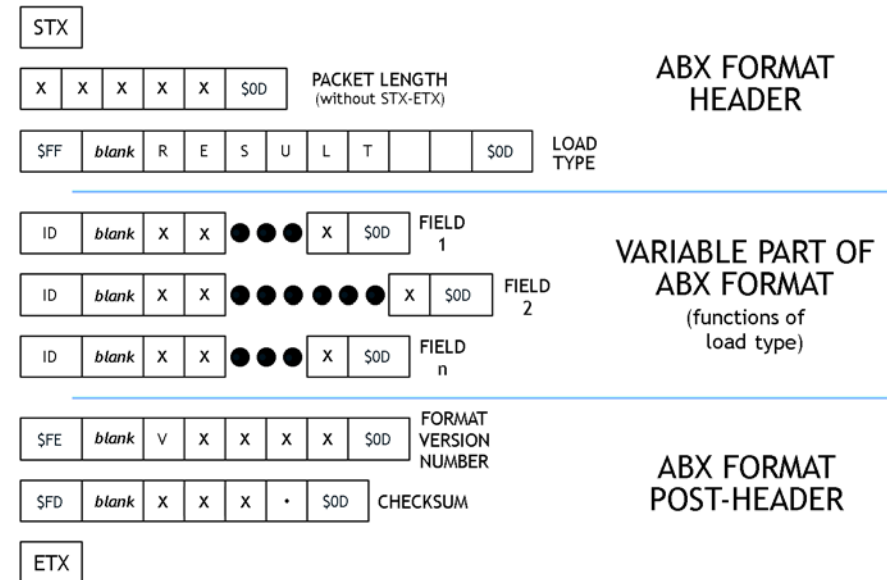 STX
X X X X X $0D
PACKET LENGTH
(without STX-ETX)
ABX FORMAT
HEADER
$FF blank R E S U L T $0D
LOAD
TYPE
ID blank X X X $0D
FIELD
1
VARIABLE PART OF
ABX FORMAT
(functions of
load type)
ID blank X X X $0D
FIELD
2
ID blank X X X $0D
FIELD
n
$FE blank V X X X X $0D
FORMAT
VERSION
NUMBER
ABX FORMAT
POST-HEADER
$FD blank X X X · $0D
CHECKSUM
ETX